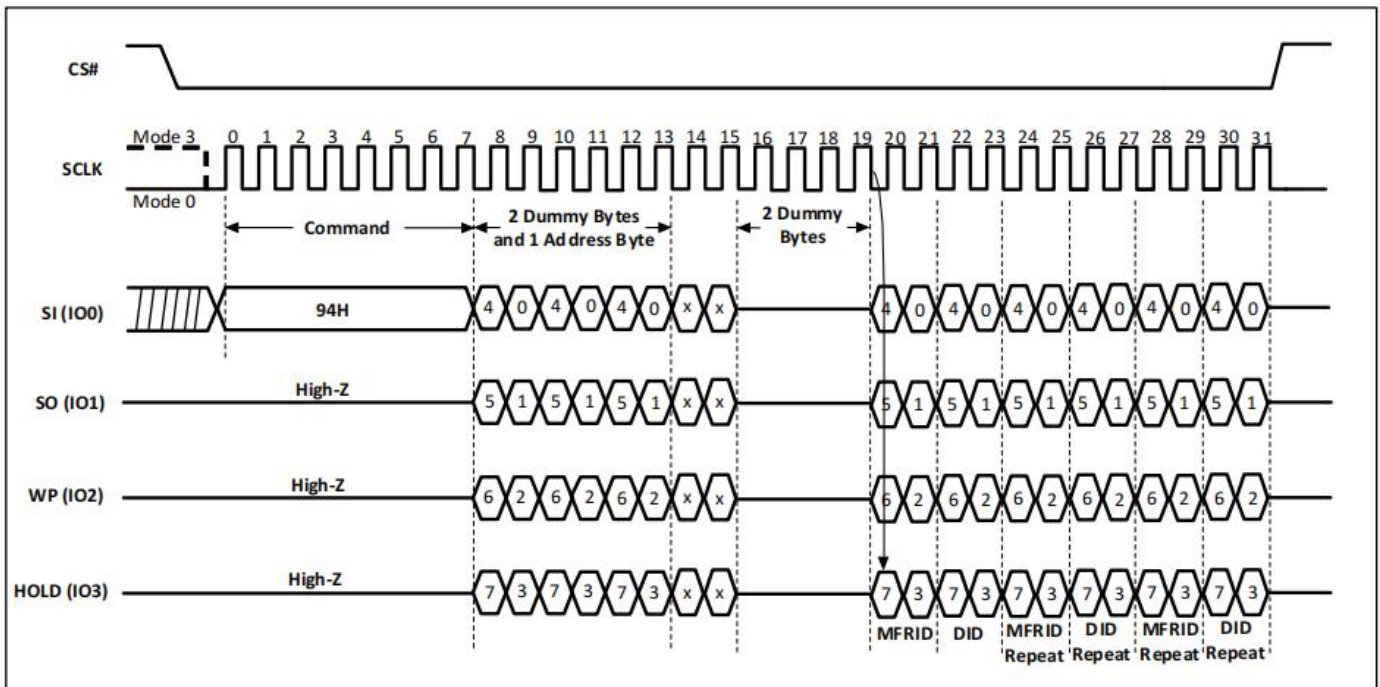 CS#
Mode 3 0 1 2 3 4 5 6 7 8 9 10 11 12 13 14 15 16 17 18 19 20 21 22 23 24 25 26 27 28 29 30 31
SCLK
Mode 0
Command
2 Dummy Bytes
and 1 Address Byte
2 Dummy
Bytes
SI (IO0) 94H 4 0 4 0 4 0 x x 4 0 4 0 4 0 4 0 4 0 4 0
SO (IO1) High-Z 5 1 5 1 5 1 x x 5 1 5 1 5 1 5 1 5 1 5 1
WP (IO2) High-Z 6 2 6 2 6 2 x x 6 2 6 2 6 2 6 2 6 2 6 2
HOLD (IO3) High-Z 7 3 7 3 7 3 x x 7 3 7 3 7 3 7 3 7 3 7 3
MFRID DID MFRID DID MFRID DID
Repeat Repeat Repeat Repeat